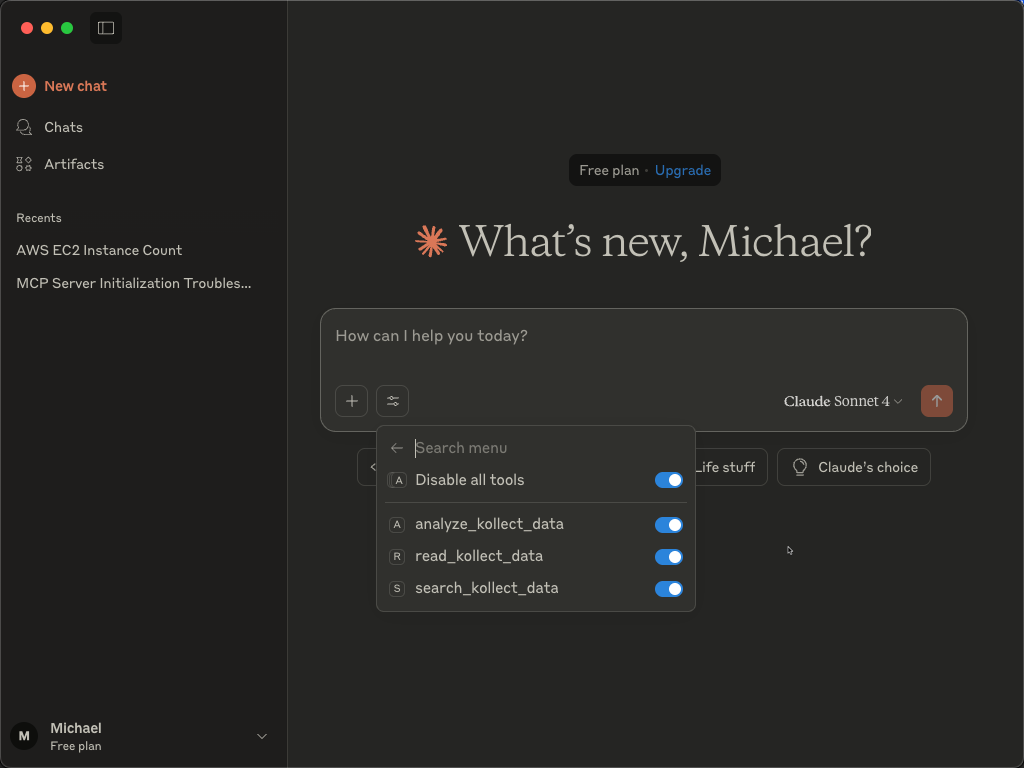 New chat
Chats
Artifacts
Recents
AWS EC2 Instance Count
MCP Server Initialization Troubles...
Free plan • Upgrade
What's new, Michael?
How can I help you today?
Claude Sonnet 4
Search menu
A Disable all tools
A analyze_kollect_data
R read_kollect_data
S search_kollect_data
Life stuff
Claude's choice
M
Michael
Free plan